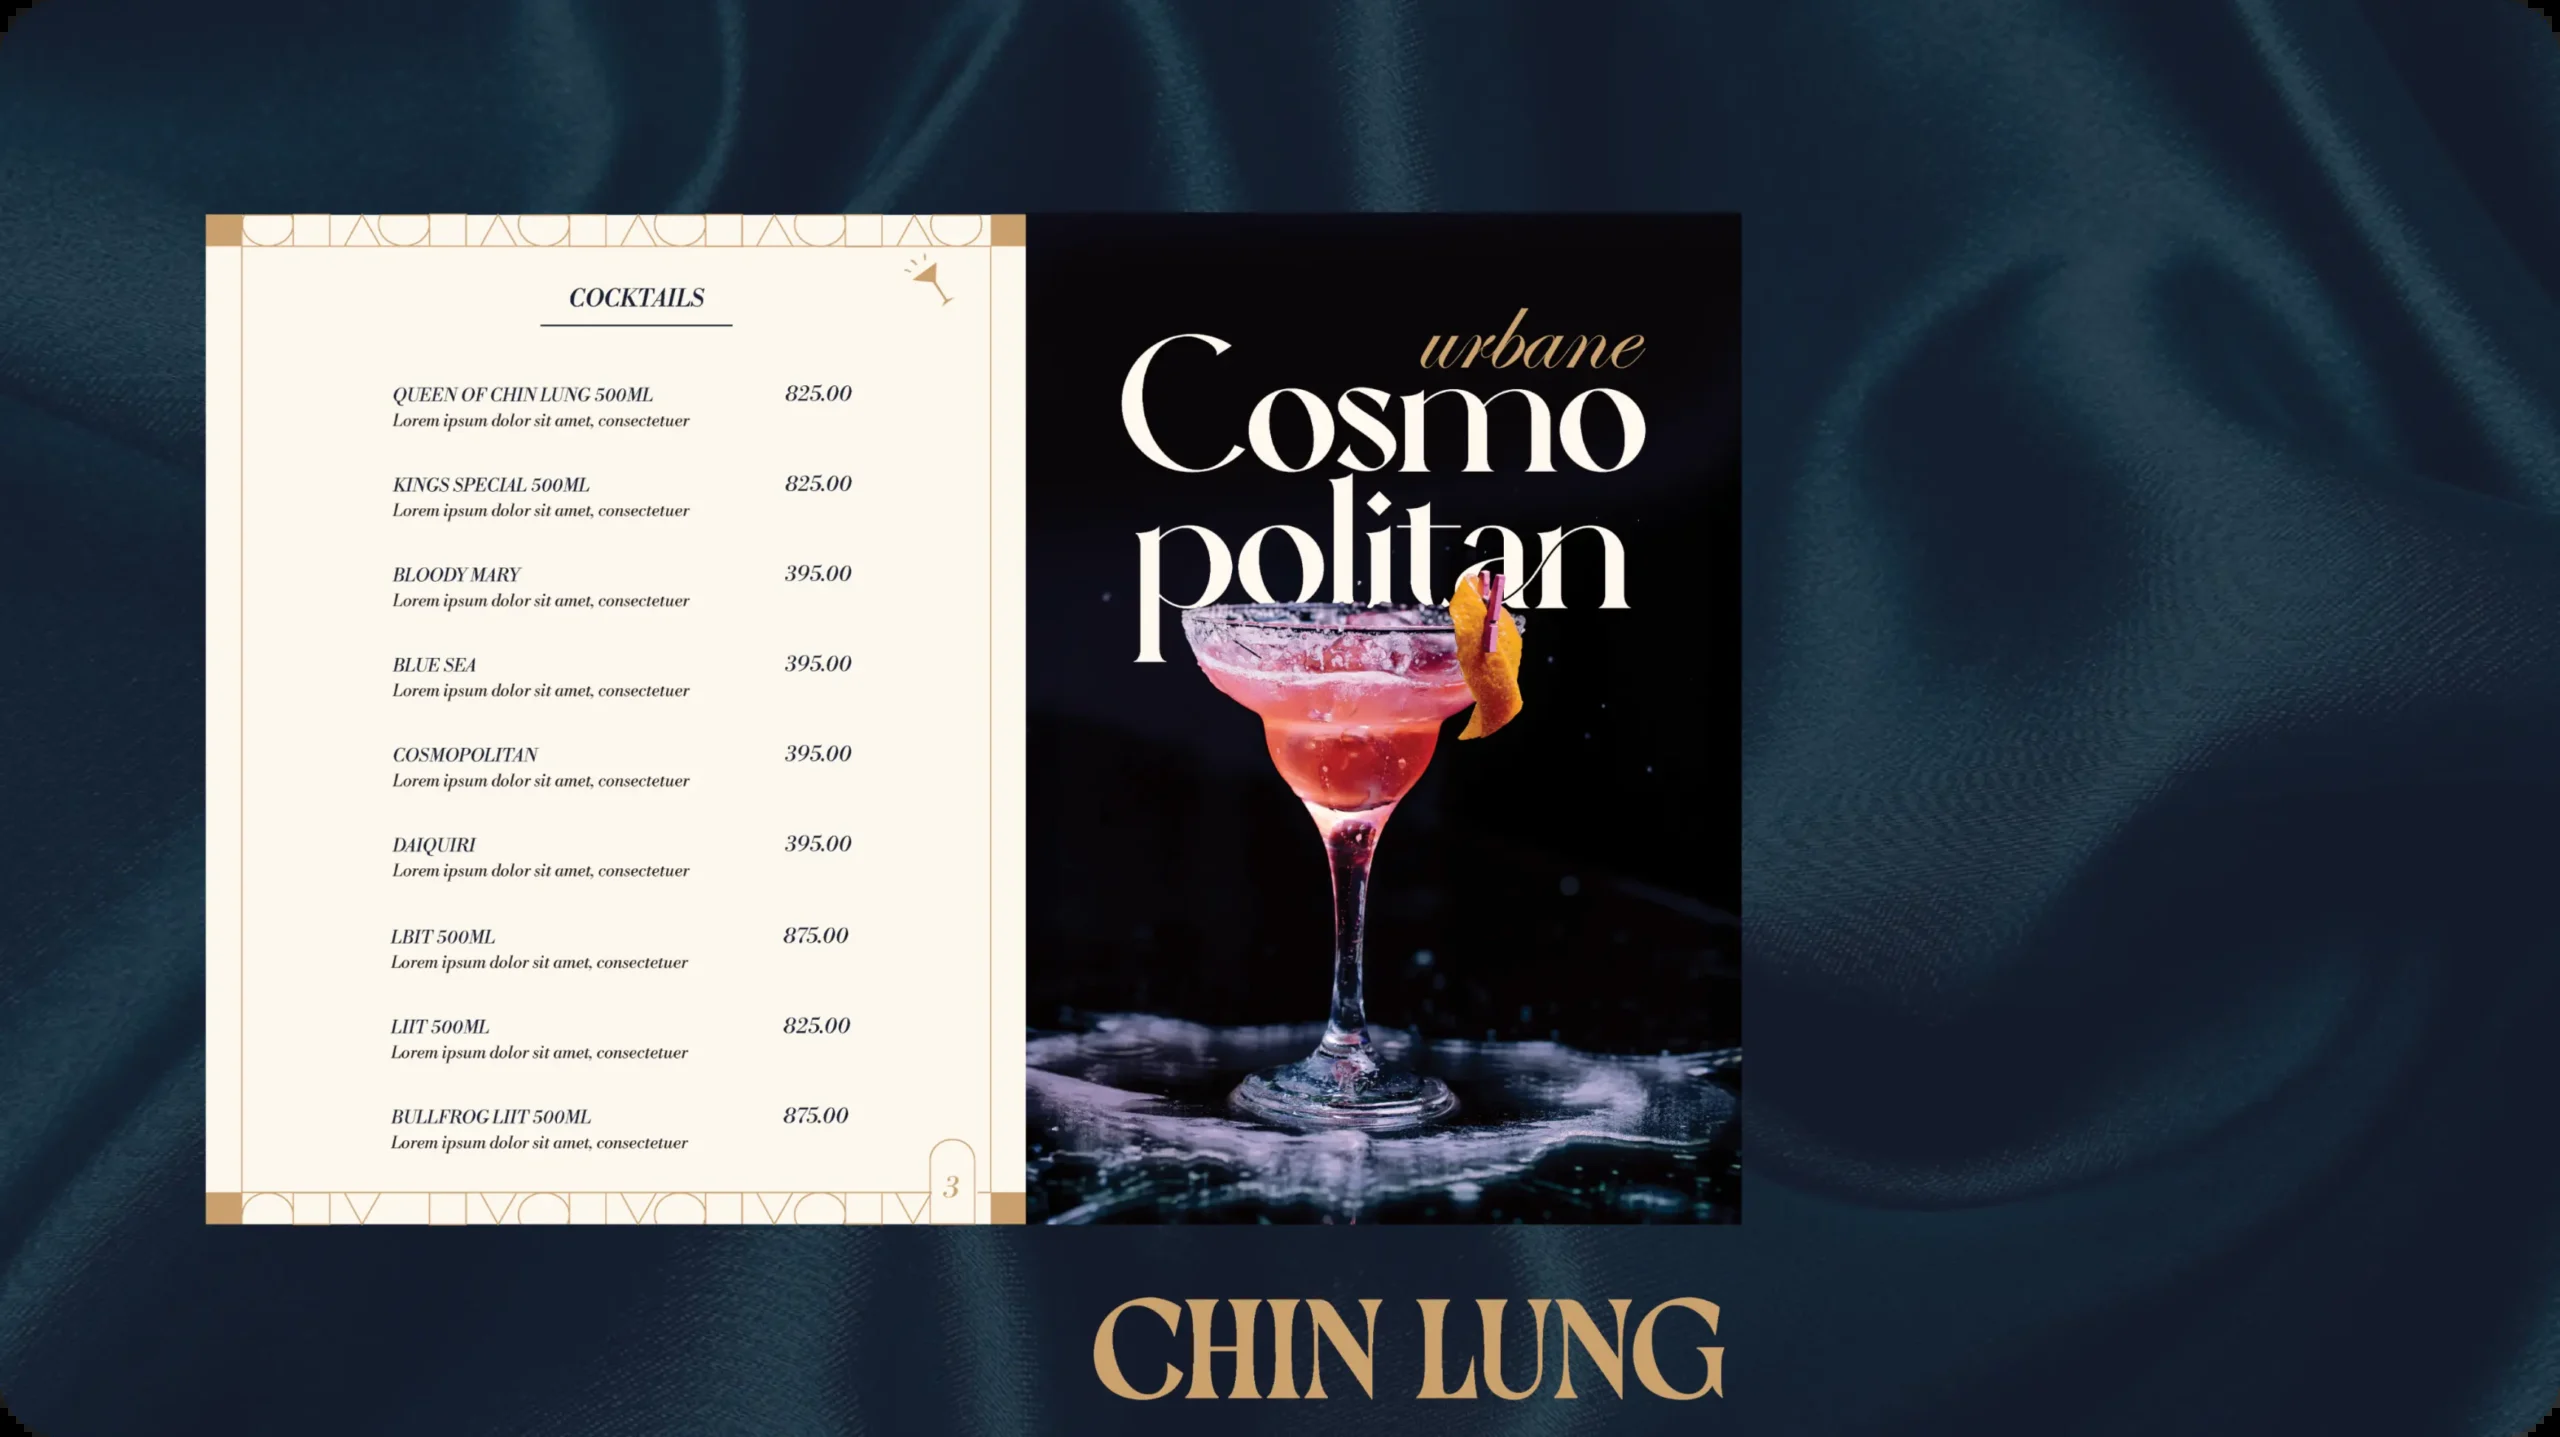 COCKTAILS
QUEEN OF CHIN LUNG 500ML 825.00
Lorem ipsum dolor sit amet, consectetuer
KINGS SPECIAL 500ML 825.00
Lorem ipsum dolor sit amet, consectetuer
BLOODY MARY 395.00
Lorem ipsum dolor sit amet, consectetuer
BLUE SEA 395.00
Lorem ipsum dolor sit amet, consectetuer
COSMOPOLITAN 395.00
Lorem ipsum dolor sit amet, consectetuer
DAIQUIRI 395.00
Lorem ipsum dolor sit amet, consectetuer
LBIT 500ML 875.00
Lorem ipsum dolor sit amet, consectetuer
LIIT 500ML 825.00
Lorem ipsum dolor sit amet, consectetuer
BULLFROG LIIT 500ML 875.00
Lorem ipsum dolor sit amet, consectetuer
3
urbane
Cosmo
politan
CHIN LUNG